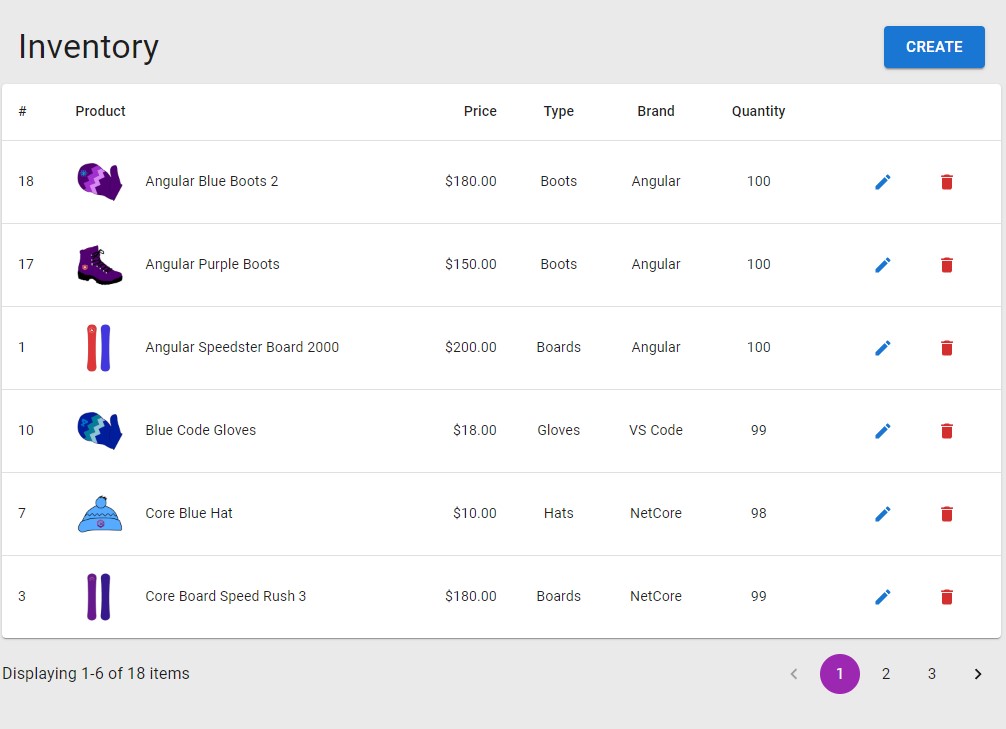 Inventory
CREATE
# Product Price Type Brand Quantity
18 Angular Blue Boots 2 $180.00 Boots Angular 100
17 Angular Purple Boots $150.00 Boots Angular 100
1 Angular Speedster Board 2000 $200.00 Boards Angular 100
10 Blue Code Gloves $18.00 Gloves VS Code 99
7 Core Blue Hat $10.00 Hats NetCore 98
3 Core Board Speed Rush 3 $180.00 Boards NetCore 99
Displaying 1-6 of 18 items
1 2 3